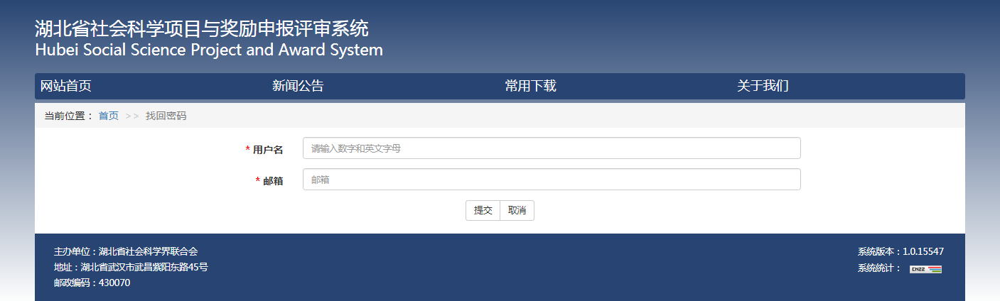 湖北省社会科学项目与奖励申报评审系统
Hubei Social Science Project and Award System
网站首页 新闻公告 常用下载 关于我们
当前位置： 首页 >> 找回密码
* 用户名 请输入数字和英文字母
* 邮箱 邮箱
提交 取消
主办单位：湖北省社会科学界联合会
地址：湖北省武汉市武昌紫阳东路45号
邮政编码：430070
系统版本：1.0.15547
系统统计： CNZZ